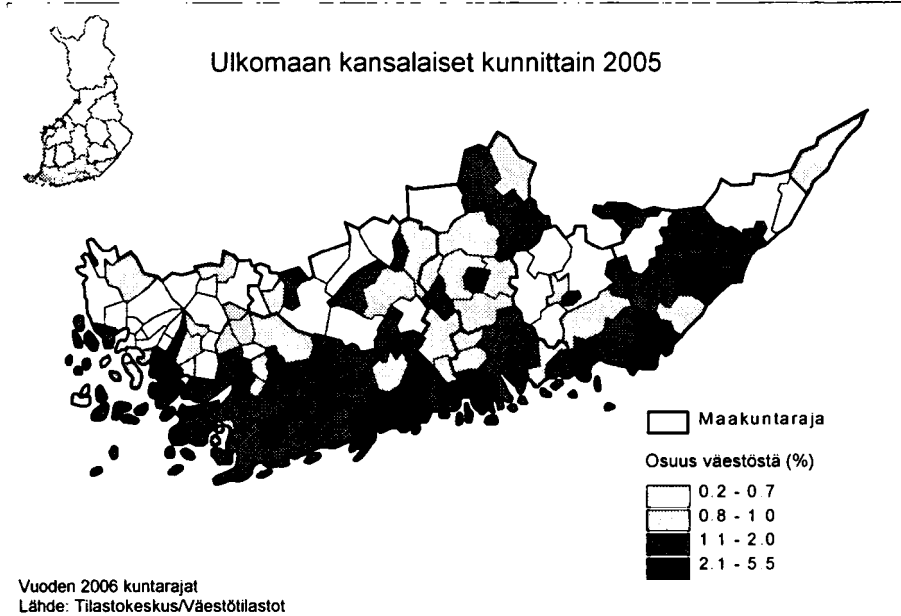 Ulkomaan kansalaiset kunnittain 2005
Maakuntaraja
Osuus väestöstä (%)
0.2 - 0.7
0.8 - 1 0
1 1 - 2.0
2.1 - 5.5
Vuoden 2006 kuntarajat
Lähde: Tilastokeskus/Väestötilastot